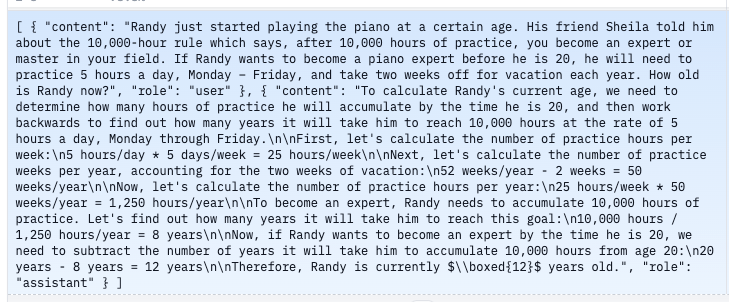 [ { "content": "Randy just started playing the piano at a certain age. His friend Sheila told him
about the 10,000-hour rule which says, after 10,000 hours of practice, you become an expert or
master in your field. If Randy wants to become a piano expert before he is 20, he will need to
practice 5 hours a day, Monday – Friday, and take two weeks off for vacation each year. How old
is Randy now?", "role": "user" }, { "content": "To calculate Randy's current age, we need to
determine how many hours of practice he will accumulate by the time he is 20, and then work
backwards to find out how many years it will take him to reach 10,000 hours at the rate of 5
hours a day, Monday through Friday.\n\nFirst, let's calculate the number of practice hours per
week:\n5 hours/day * 5 days/week = 25 hours/week\n\nNext, let's calculate the number of practice
weeks per year, accounting for the two weeks of vacation:\n52 weeks/year - 2 weeks = 50
weeks/year\n\nNow, let's calculate the number of practice hours per year:\n25 hours/week * 50
weeks/year = 1,250 hours/year\n\nTo become an expert, Randy needs to accumulate 10,000 hours of
practice. Let's find out how many years it will take him to reach this goal:\n10,000 hours /
1,250 hours/year = 8 years\n\nNow, if Randy wants to become an expert by the time he is 20, we
need to subtract the number of years it will take him to accumulate 10,000 hours from age 20:\n20
years - 8 years = 12 years\n\nTherefore, Randy is currently $\\boxed{12}$ years old.", "role":
"assistant" } ]